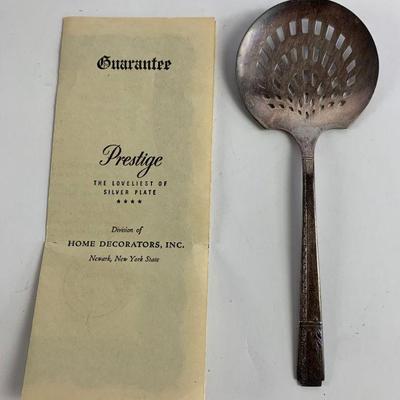 Guarantee
Prestige
THE LOVELIEST OF
SILVER PLATE
★★★★
Division of
HOME DECORATORS, INC.
Newark, New York State